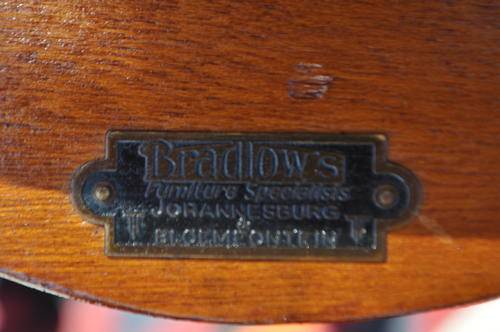 Bradlow's
Furniture Specialists
JOHANNESBURG
&
BLOEMFONTEIN